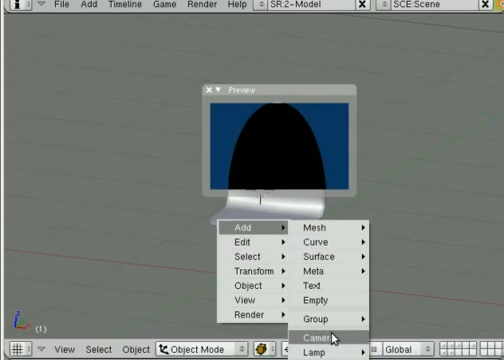 File Add Timeline Game Render Help SR:2-Model X SCE:Scene X
Preview
Add Mesh
Edit Curve
Select Surface
Transform Meta
Object Text
View Empty
Render Group
Camera
Lamp
(1)
View Select Object Object Mode Global